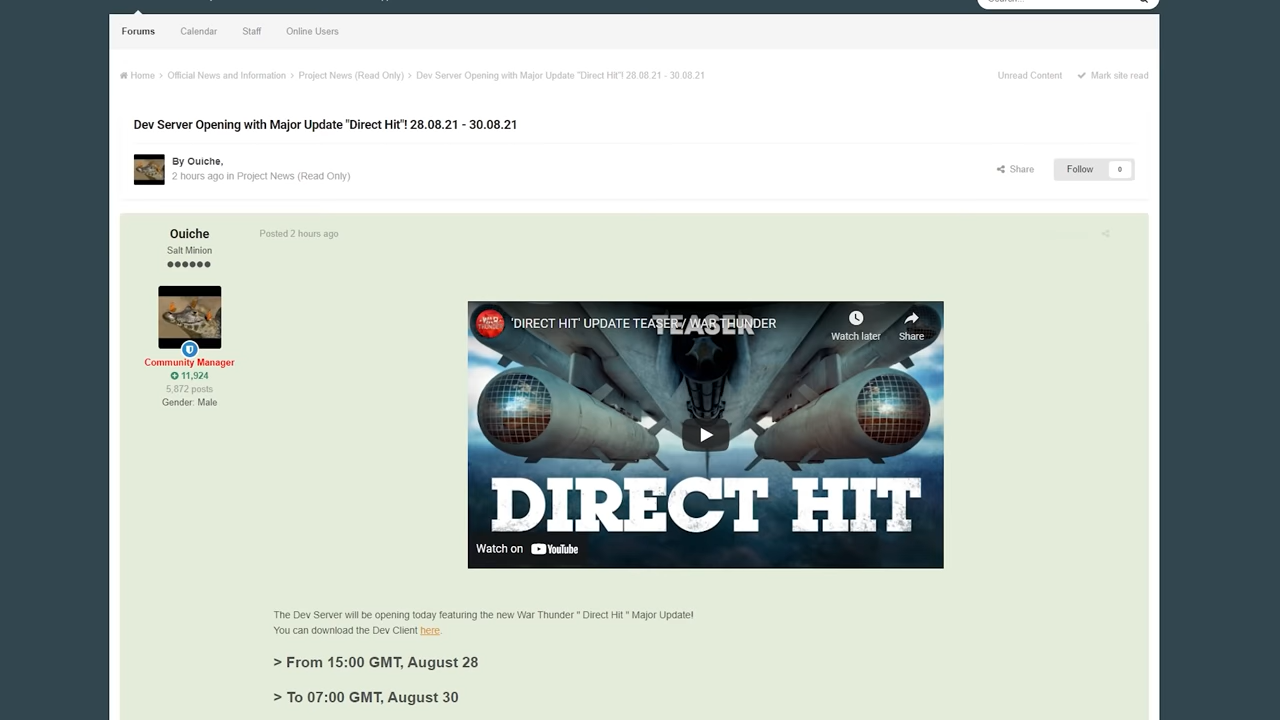 Search...
Forums Calendar Staff Online Users
Home > Official News and Information > Project News (Read Only) > Dev Server Opening with Major Update "Direct Hit"! 28.08.21 - 30.08.21 Unread Content Mark site read
Dev Server Opening with Major Update "Direct Hit"! 28.08.21 - 30.08.21
By Ouiche,
2 hours ago in Project News (Read Only)
Share Follow 0
Ouiche
Salt Minion
Posted 2 hours ago
Community Manager
11,924
5,872 posts
Gender: Male
WAR THUNDER
'DIRECT HIT' UPDATE TEASER / WAR THUNDER
TEASER
Watch later Share
DIRECT HIT
Watch on YouTube
The Dev Server will be opening today featuring the new War Thunder " Direct Hit " Major Update!
You can download the Dev Client here.
> From 15:00 GMT, August 28
> To 07:00 GMT, August 30